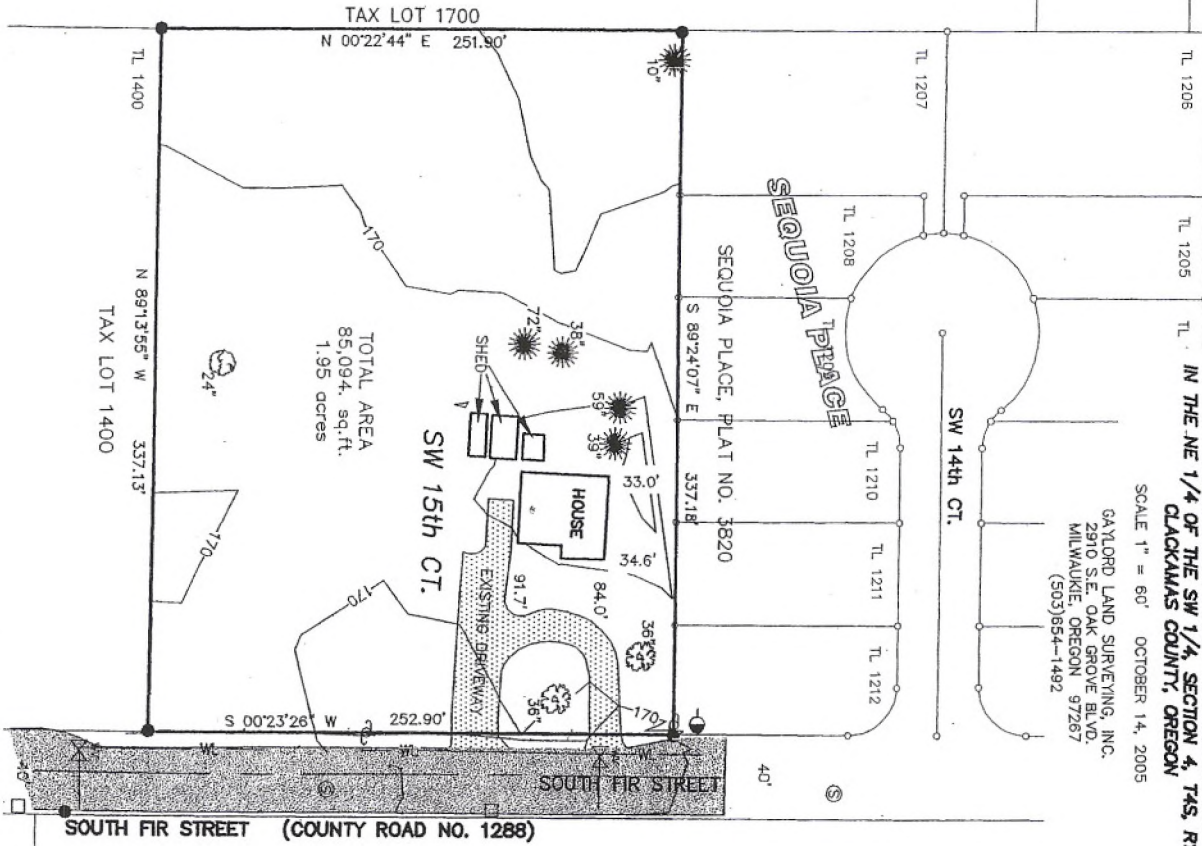 TAX LOT 1700
N 00°22'44" E 251.90'
10"
TL 1400
TL 1207
TL 1206
SEQUOIA PLACE
TL 1208
TL 1205
TL
IN THE NE 1/4 OF THE SW 1/4, SECTION 4, T4S, R
CLACKAMAS COUNTY, OREGON
SCALE 1" = 60' OCTOBER 14, 2005
GAYLORD LAND SURVEYING, INC.
2910 S.E. OAK GROVE BLVD.
MILWAUKIE, OREGON 97267
(503)654-1492
SW 14th CT.
SEQUOIA PLACE, PLAT NO. 3820
S 89°24'07" E 337.18'
TL 1210
TL 1211
TL 1212
170
72"
38"
59"
39"
SHED
N 89°13'55" W 337.13'
TAX LOT 1400
24"
TOTAL AREA
85,094. sq.ft.
1.95 acres
SW 15th CT.
HOUSE
33.0'
34.6'
84.0'
91.7'
EXISTING DRIVEWAY
36"
36"
170
170
170
S 00°23'26" W 252.90'
WL
WL
WL
S
S
40'
SOUTH FIR STREET
SOUTH FIR STREET (COUNTY ROAD NO. 1288)